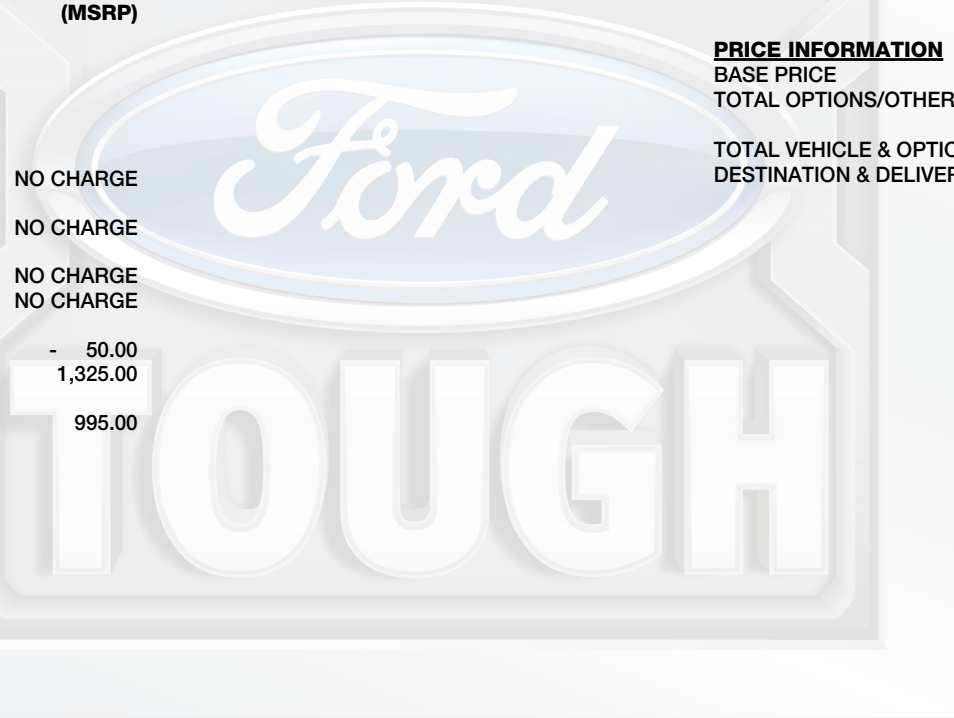 (MSRP)
PRICE INFORMATION
BASE PRICE
TOTAL OPTIONS/OTHER
TOTAL VEHICLE & OPTIO
DESTINATION & DELIVER
NO CHARGE
NO CHARGE
NO CHARGE
NO CHARGE
- 50.00
1,325.00
995.00
Ford
TOUGH